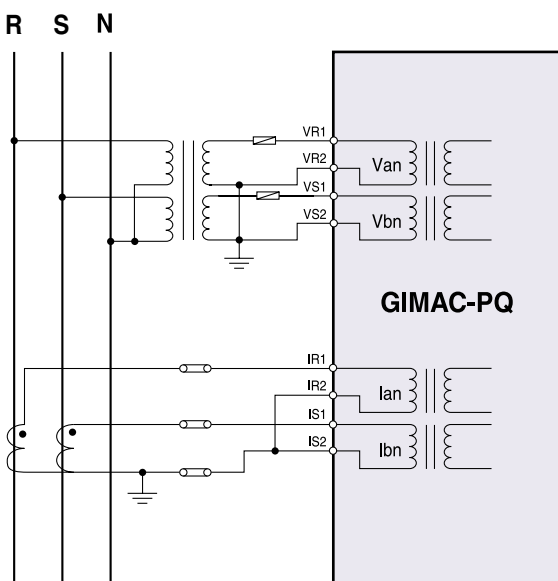 R S N
VR1
VR2
Van
VS1
VS2
Vbn
GIMAC-PQ
IR1
IR2
Ian
IS1
IS2
Ibn